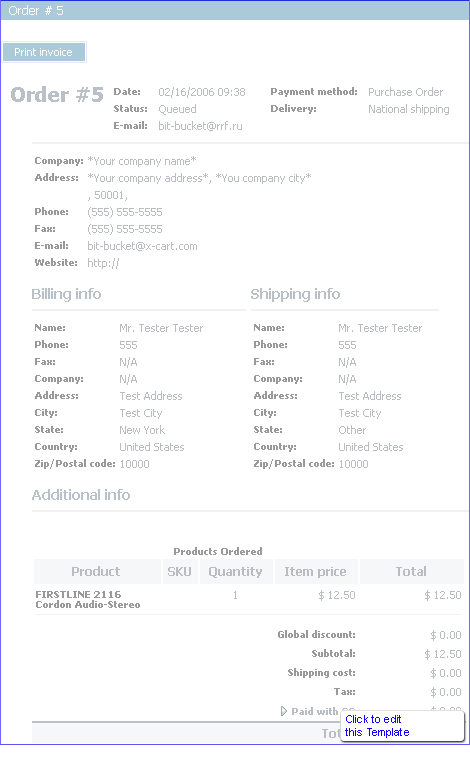 Order # 5
Print invoice
Order #5
Date: 02/16/2006 09:38 Payment method: Purchase Order
Status: Queued Delivery: National shipping
E-mail: bit-bucket@rrf.ru
Company: *Your company name*
Address: *Your company address*, *You company city*
, 50001,
Phone: (555) 555-5555
Fax: (555) 555-5555
E-mail: bit-bucket@x-cart.com
Website: http://
Billing info Shipping info
Name: Mr. Tester Tester Name: Mr. Tester Tester
Phone: 555 Phone: 555
Fax: N/A Fax: N/A
Company: N/A Company: N/A
Address: Test Address Address: Test Address
City: Test City City: Test City
State: New York State: Other
Country: United States Country: United States
Zip/Postal code: 10000 Zip/Postal code: 10000
Additional info
Products Ordered
Product SKU Quantity Item price Total
FIRSTLINE 2116 1 $ 12.50 $ 12.50
Cordon Audio-Stereo
Global discount: $ 0.00
Subtotal: $ 12.50
Shipping cost: $ 0.00
Tax: $ 0.00
Paid with
Click to edit
this Template